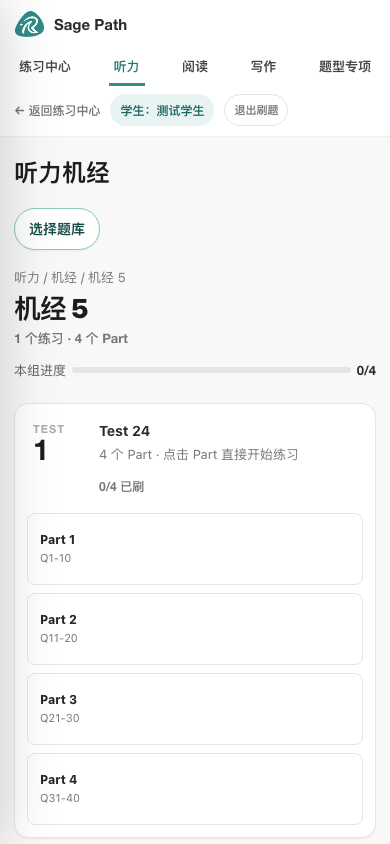 Sage Path
练习中心 听力 阅读 写作 题型专项
← 返回练习中心 学生：测试学生 退出刷题
听力机经
选择题库
听力 / 机经 / 机经 5
机经 5
1 个练习 · 4 个 Part
本组进度 0/4
TEST
1
Test 24
4 个 Part · 点击 Part 直接开始练习
0/4 已刷
Part 1
Q1-10
Part 2
Q11-20
Part 3
Q21-30
Part 4
Q31-40